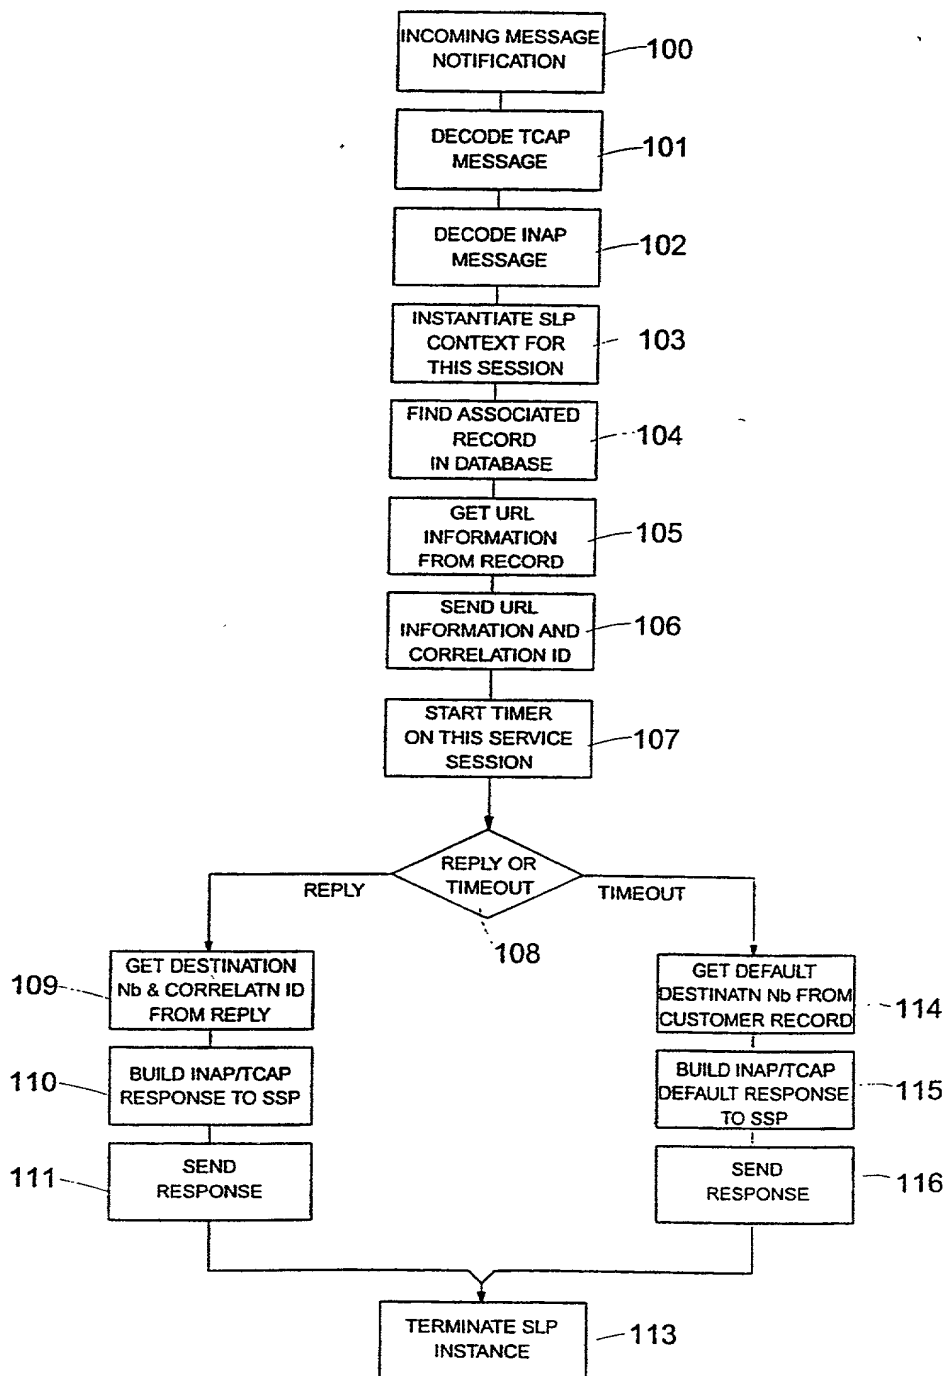 INCOMING MESSAGE
NOTIFICATION
100
DECODE TCAP
MESSAGE
101
DECODE INAP
MESSAGE
102
INSTANTIATE SLP
CONTEXT FOR
THIS SESSION
103
FIND ASSOCIATED
RECORD
IN DATABASE
104
GET URL
INFORMATION
FROM RECORD
105
SEND URL
INFORMATION AND
CORRELATION ID
106
START TIMER
ON THIS SERVICE
SESSION
107
REPLY OR
TIMEOUT
REPLY
TIMEOUT
108
GET DESTINATION
Nb & CORRELATN ID
FROM REPLY
109
BUILD INAP/TCAP
RESPONSE TO SSP
110
SEND
RESPONSE
111
GET DEFAULT
DESTINATN Nb FROM
CUSTOMER RECORD
114
BUILD INAP/TCAP
DEFAULT RESPONSE
TO SSP
115
SEND
RESPONSE
116
TERMINATE SLP
INSTANCE
113